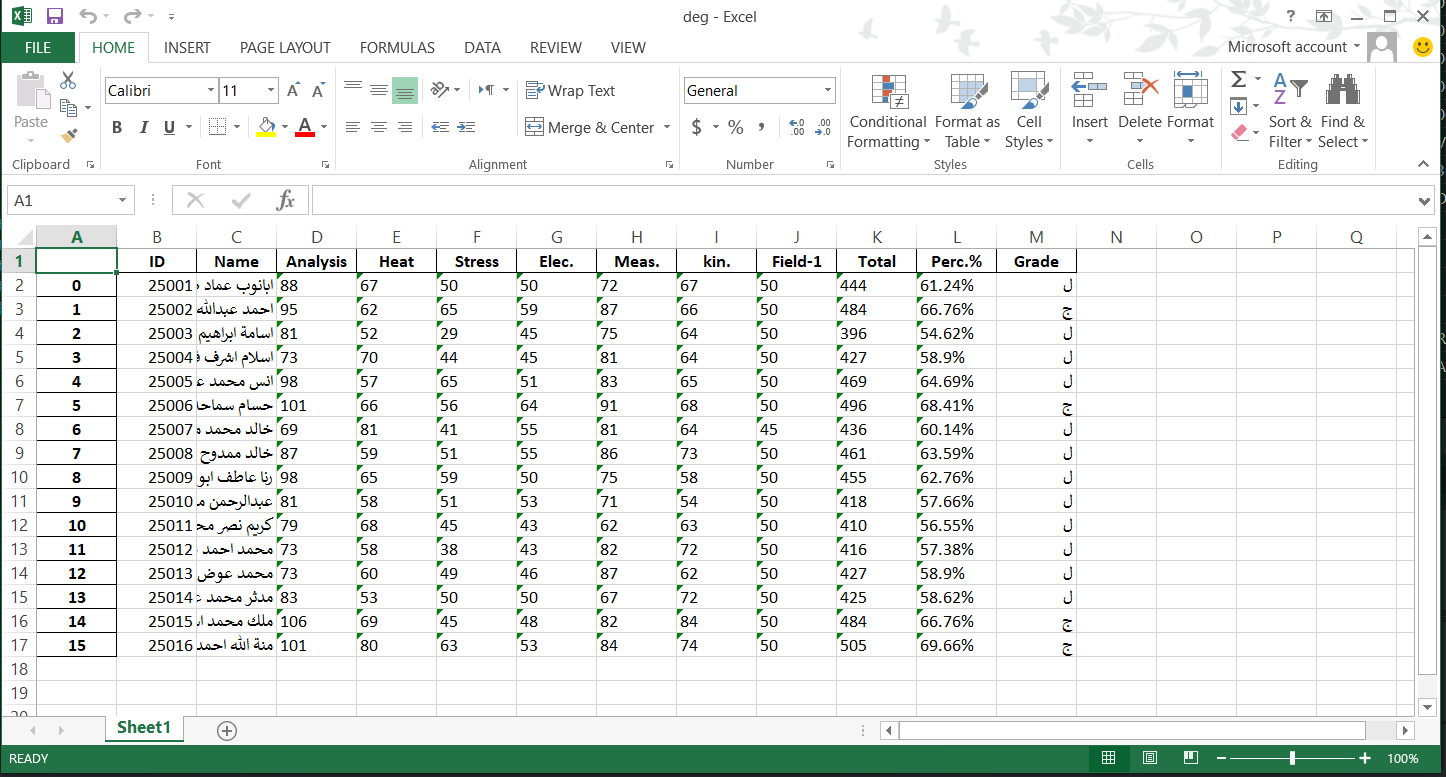 deg - Excel
FILE HOME INSERT PAGE LAYOUT FORMULAS DATA REVIEW VIEW Microsoft account
Calibri 11 Wrap Text General
Paste B I U Merge & Center $ % Conditional Formatting Format as Table Cell Styles Insert Delete Format Sort & Filter Find & Select
Clipboard Font Alignment Number Styles Cells Editing
A1 fx
A B C D E F G H I J K L M N O P Q
1 ID Name Analysis Heat Stress Elec. Meas. kin. Field-1 Total Perc.% Grade
2 0 25001 ابانوب عماد 88 67 50 50 72 67 50 444 61.24% ل
3 1 25002 احمد عبدالله 95 62 65 59 87 66 50 484 66.76% ج
4 2 25003 اسامة ابراهيم 81 52 29 45 75 64 50 396 54.62% ل
5 3 25004 اسلام اشرف 73 70 44 45 81 64 50 427 58.9% ل
6 4 25005 انس محمد 98 57 65 51 83 65 50 469 64.69% ل
7 5 25006 حسام 101 66 56 64 91 68 50 496 68.41% ج
8 6 25007 خالد محمد 69 81 41 55 81 64 45 436 60.14% ل
9 7 25008 خالد ممدوح 87 59 51 55 86 73 50 461 63.59% ل
10 8 25009 رنا عاطف ابو 98 65 59 50 75 58 50 455 62.76% ل
11 9 25010 عبدالرحمن 81 58 51 53 71 54 50 418 57.66% ل
12 10 25011 كريم نصر 79 68 45 43 62 63 50 410 56.55% ل
13 11 25012 محمد احمد 73 58 38 43 82 72 50 416 57.38% ل
14 12 25013 محمد عوض 73 60 49 46 87 62 50 427 58.9% ل
15 13 25014 مدثر محمد 83 53 50 50 67 72 50 425 58.62% ل
16 14 25015 ملك محمد 106 69 45 48 82 84 50 484 66.76% ج
17 15 25016 منة الله احمد 101 80 63 53 84 74 50 505 69.66% ج
18
19
Sheet1
READY 100%